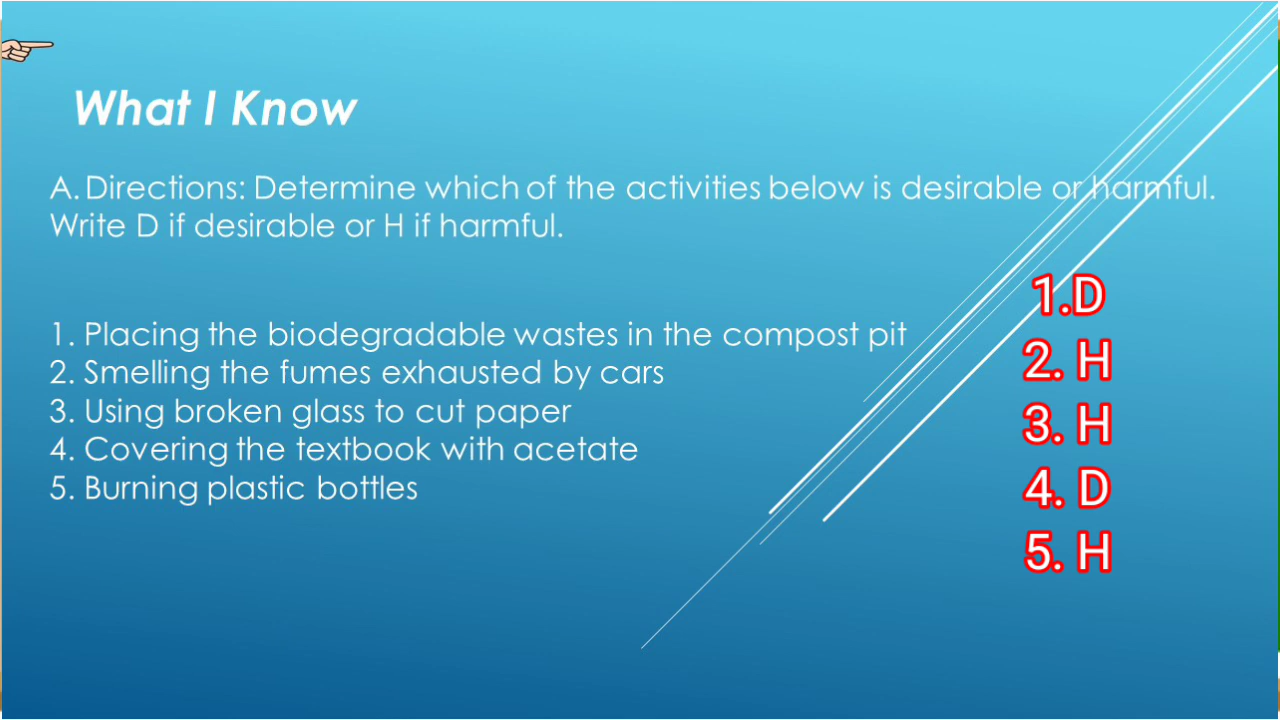 What I Know
A. Directions: Determine which of the activities below is desirable or harmful.
Write D if desirable or H if harmful.
1. Placing the biodegradable wastes in the compost pit
2. Smelling the fumes exhausted by cars
3. Using broken glass to cut paper
4. Covering the textbook with acetate
5. Burning plastic bottles
1.D
2. H
3. H
4. D
5. H